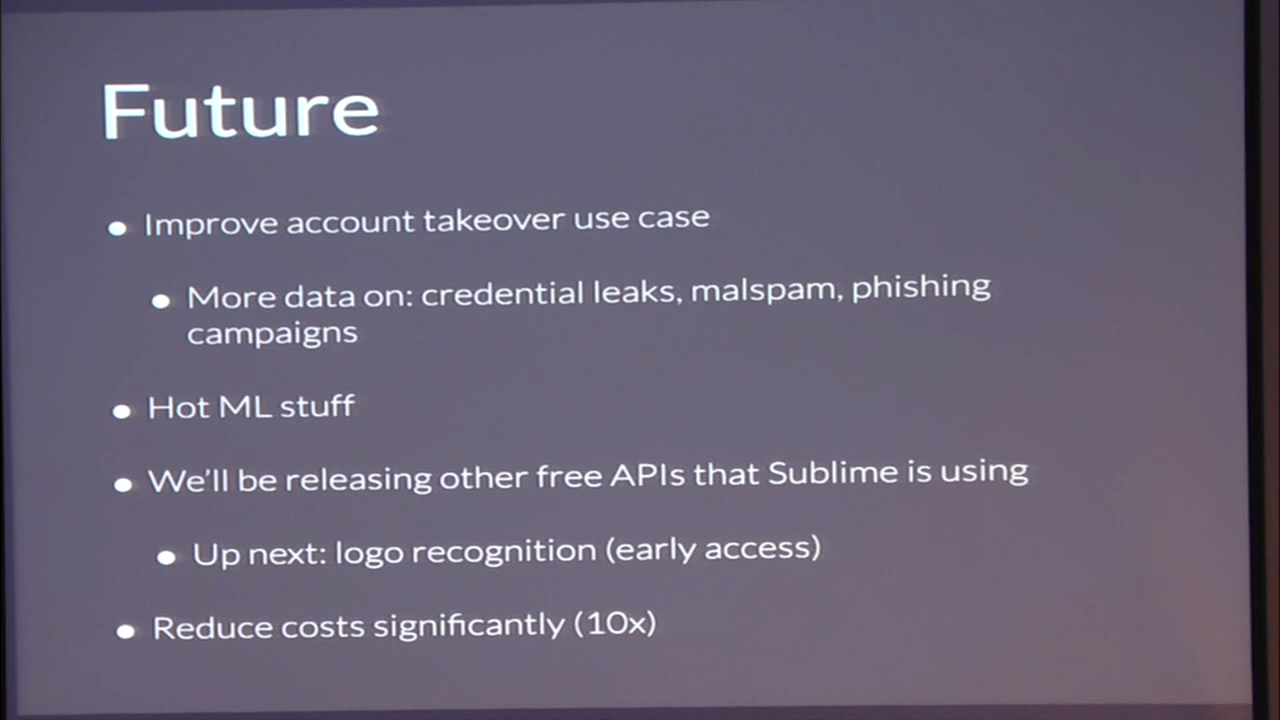 Future
• Improve account takeover use case
• More data on: credential leaks, malspam, phishing
campaigns
• Hot ML stuff
• We'll be releasing other free APIs that Sublime is using
• Up next: logo recognition (early access)
• Reduce costs significantly (10x)